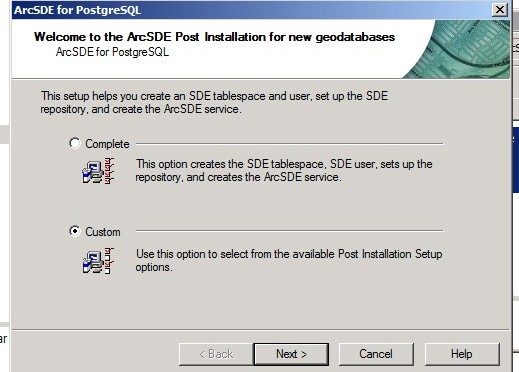 ArcSDE for PostgreSQL
Welcome to the ArcSDE Post Installation for new geodatabases
ArcSDE for PostgreSQL
This setup helps you create an SDE tablespace and user, set up the SDE
repository, and create the ArcSDE service.
Complete
This option creates the SDE tablespace, SDE user, sets up the
repository, and creates the ArcSDE service.
Custom
Use this option to select from the available Post Installation Setup
options.
< Back
Next >
Cancel
Help